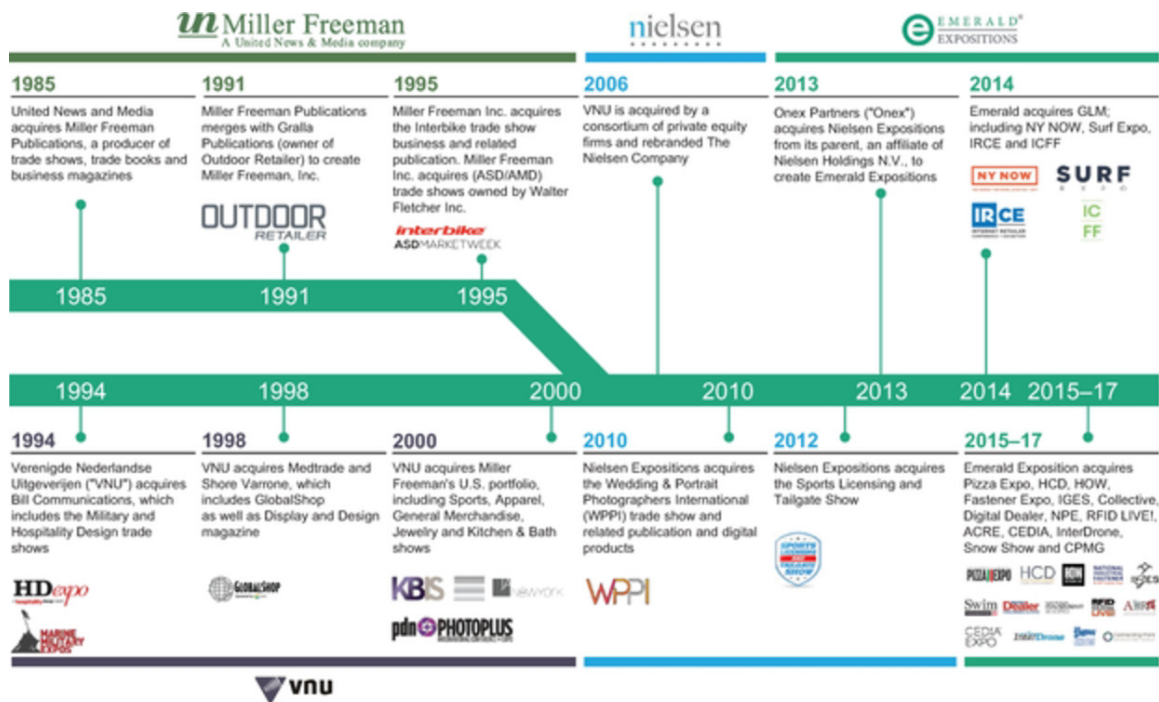 un Miller Freeman
A United News & Media company
nielsen
EMERALD
EXPOSITIONS
1985
United News and Media
acquires Miller Freeman
Publications, a producer of
trade shows, trade books and
business magazines
1991
Miller Freeman Publications
merges with Gralla
Publications (owner of
Outdoor Retailer) to create
Miller Freeman, Inc.
OUTDOOR
RETAILER
1995
Miller Freeman Inc. acquires
the Interbike trade show
business and related
publication. Miller Freeman
Inc. acquires (ASD/AMD)
trade shows owned by Walter
Fletcher Inc.
interbike
ASDMARKETWEEK
2006
VNU is acquired by a
consortium of private equity
firms and rebranded The
Nielsen Company
2013
Onex Partners ("Onex")
acquires Nielsen Expositions
from its parent, an affiliate of
Nielsen Holdings N.V., to
create Emerald Expositions
2014
Emerald acquires GLM;
including NY NOW, Surf Expo,
IRCE and ICFF
NY NOW
SURF
EXPO
IRCE
IC
FF
1985
1991
1995
1994
1998
2000
2010
2013
2014
2015–17
1994
Verenigde Nederlandse
Uitgeverijen ("VNU") acquires
Bill Communications, which
includes the Military and
Hospitality Design trade
shows
HDexpo
MARINE
MILITARY
EXPOS
1998
VNU acquires Medtrade and
Shore Varrone, which
includes GlobalShop
as well as Display and Design
magazine
GLOBALSHOP
2000
VNU acquires Miller
Freeman's U.S. portfolio,
including Sports, Apparel,
General Merchandise,
Jewelry and Kitchen & Bath
shows
KBIS
NEWYORK
pdn PHOTOPLUS
2010
Nielsen Expositions acquires
the Wedding & Portrait
Photographers International
(WPPI) trade show and
related publication and digital
products
WPPI
2012
Nielsen Expositions acquires
the Sports Licensing and
Tailgate Show
SPORTS
LICENSING
AND
TAILGATE
SHOW
2015–17
Emerald Exposition acquires
Pizza Expo, HCD, HOW,
Fastener Expo, IGES, Collective,
Digital Dealer, NPE, RFID LIVE!,
ACRE, CEDIA, InterDrone,
Snow Show and CPMG
PIZZA EXPO
HCD
HOW
IGES
Swim
Dealer
RFID
LIVE!
CEDIA
EXPO
InterDrone
vnu